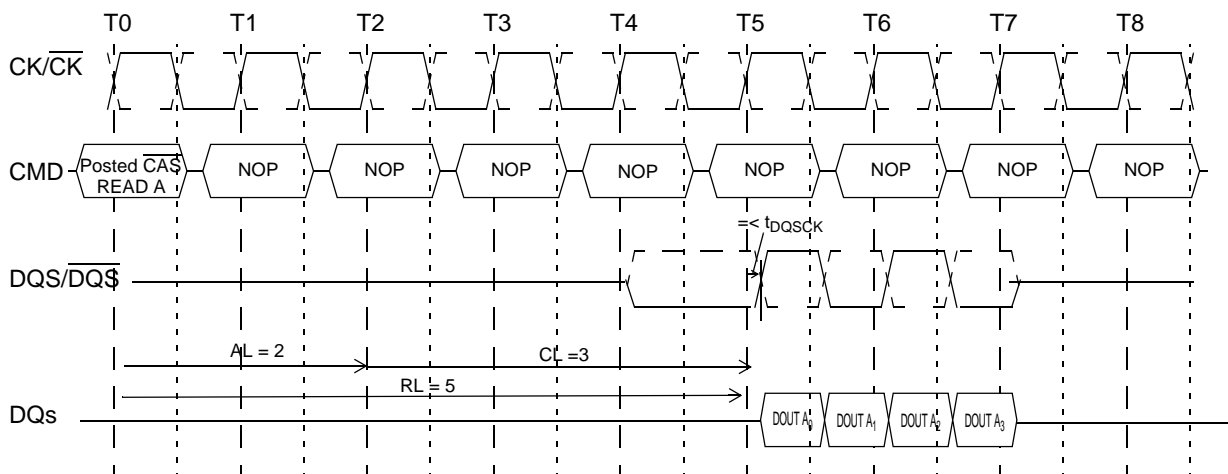 T0 T1 T2 T3 T4 T5 T6 T7 T8
CK/CK
CMD
Posted CAS
READ A
NOP NOP NOP NOP NOP NOP NOP NOP
=< tDQSCK
DQS/DQS
AL = 2
CL =3
RL = 5
DQs
DOUT A0 DOUT A1 DOUT A2 DOUT A3